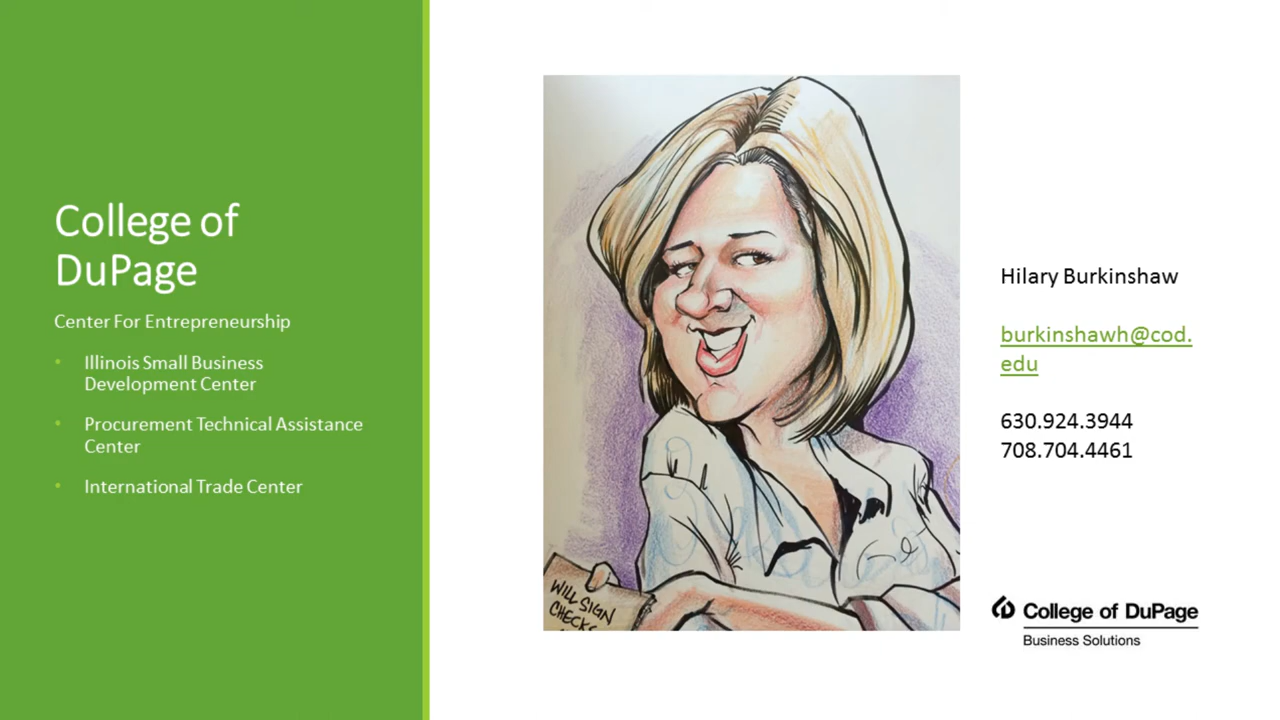 College of
DuPage
Center For Entrepreneurship
• Illinois Small Business
Development Center
• Procurement Technical Assistance
Center
• International Trade Center
WILL SIGN
CHECKS
Hilary Burkinshaw
burkinshawh@cod.
edu
630.924.3944
708.704.4461
College of DuPage
Business Solutions